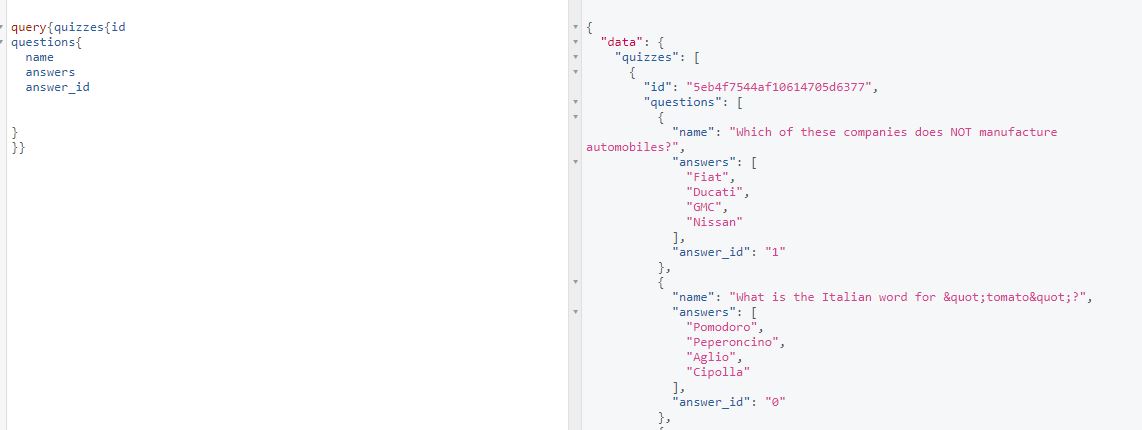 query{quizzes{id
questions{
name
answers
answer_id
}
}}
{
"data": {
"quizzes": [
{
"id": "5eb4f7544af10614705d6377",
"questions": [
{
"name": "Which of these companies does NOT manufacture
automobiles?",
"answers": [
"Fiat",
"Ducati",
"GMC",
"Nissan"
],
"answer_id": "1"
},
{
"name": "What is the Italian word for &quot;tomato&quot;?",
"answers": [
"Pomodoro",
"Peperoncino",
"Aglio",
"Cipolla"
],
"answer_id": "0"
},
{